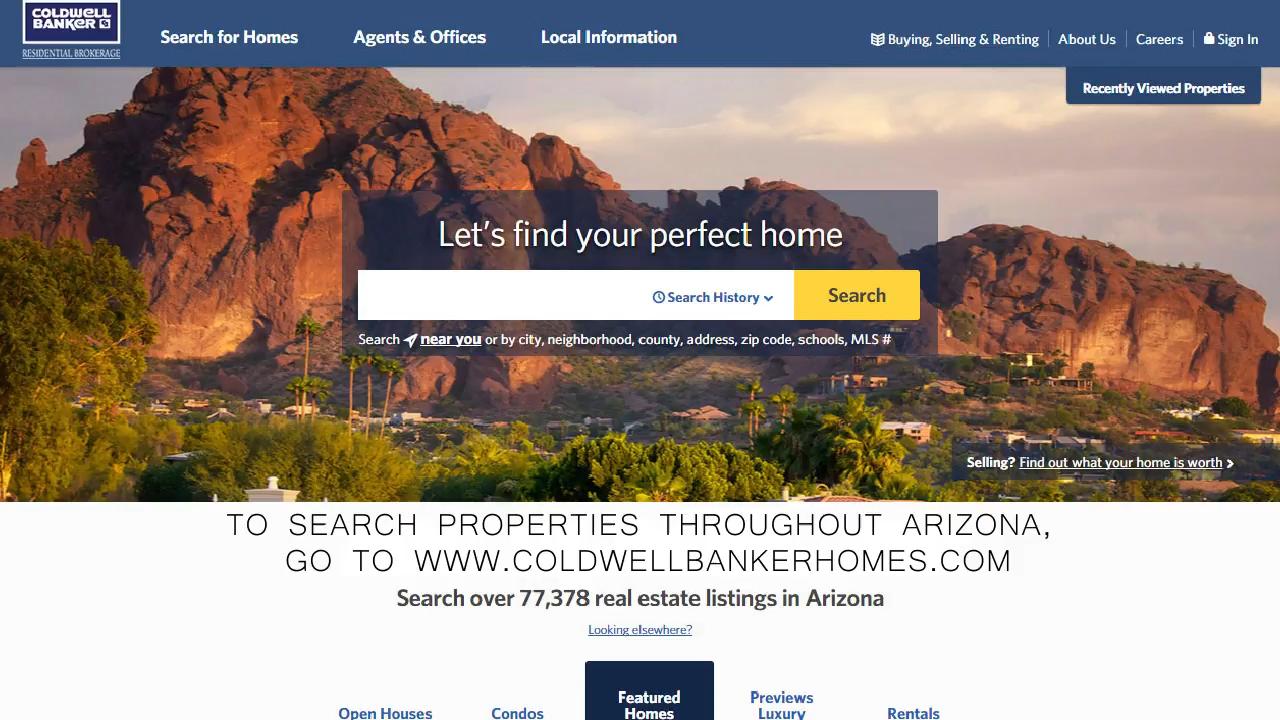 COLDWELL
BANKER
RESIDENTIAL BROKERAGE
Search for Homes
Agents & Offices
Local Information
Buying, Selling & Renting
About Us
Careers
Sign In
Recently Viewed Properties
Let's find your perfect home
Search History
Search
Search near you or by city, neighborhood, county, address, zip code, schools, MLS #
Selling? Find out what your home is worth
TO SEARCH PROPERTIES THROUGHOUT ARIZONA,
GO TO WWW.COLDWELLBANKERHOMES.COM
Search over 77,378 real estate listings in Arizona
Looking elsewhere?
Open Houses
Condos
Featured
Homes
Previews
Luxury
Rentals